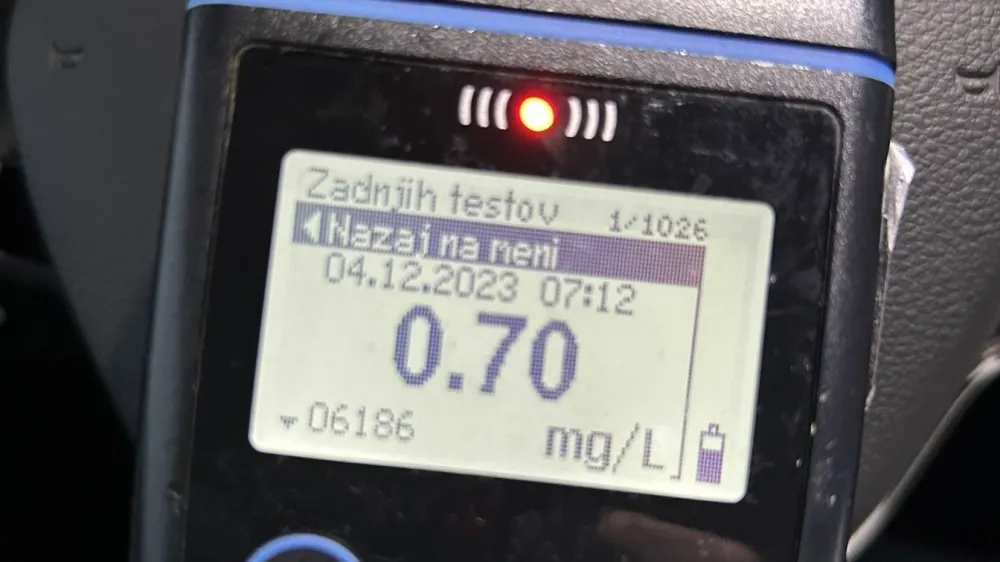 Zadnjih testov 1/1026
Nazaj na meni
04.12.2023 07:12
0.70
06186 mg/L